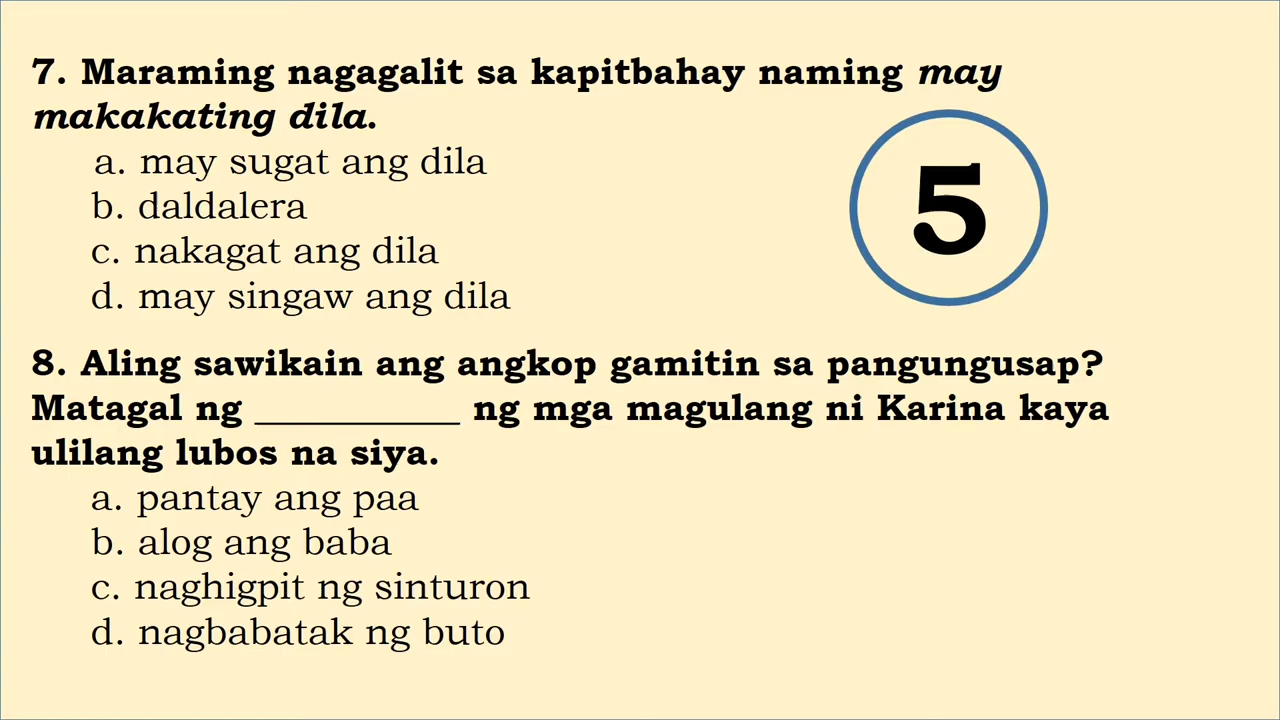 7. Maraming nagagalit sa kapitbahay naming may
makakating dila.
a. may sugat ang dila
b. daldalera
c. nakagat ang dila
d. may singaw ang dila
5
8. Aling sawikain ang angkop gamitin sa pangungusap?
Matagal ng ___________ ng mga magulang ni Karina kaya
ulilang lubos na siya.
a. pantay ang paa
b. alog ang baba
c. naghigpit ng sinturon
d. nagbabatak ng buto